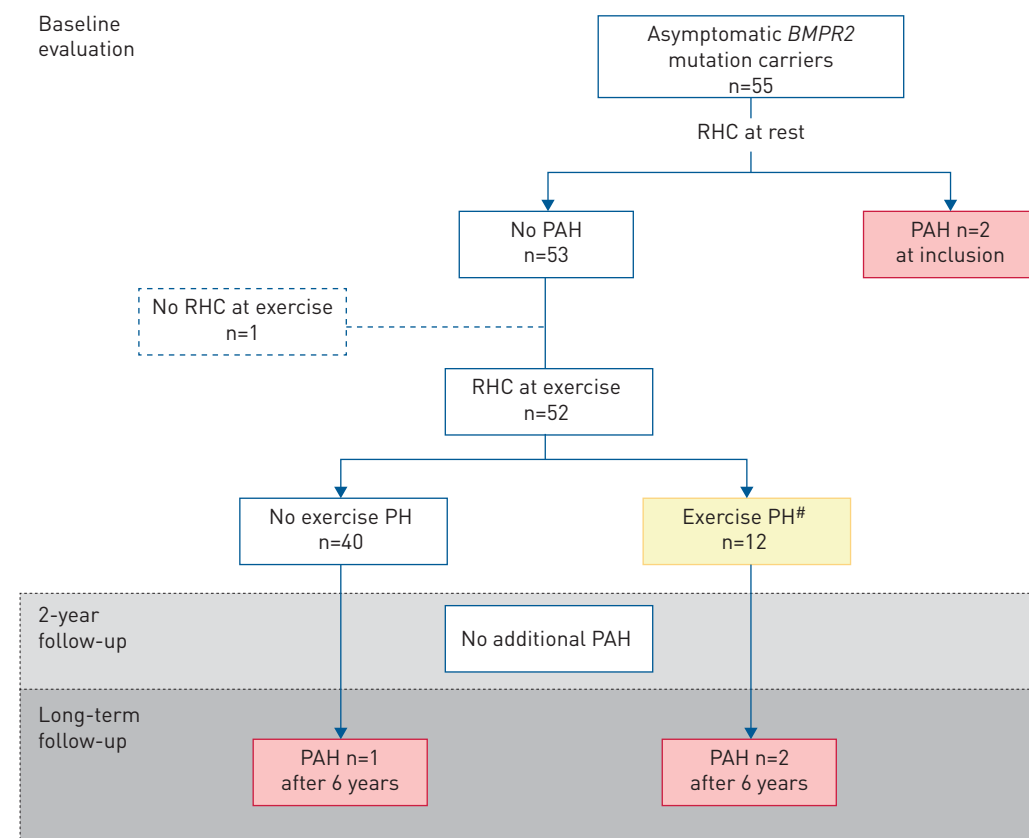 Baseline
evaluation
Asymptomatic BMPR2
mutation carriers
n=55
RHC at rest
No PAH
n=53
PAH n=2
at inclusion
No RHC at exercise
n=1
RHC at exercise
n=52
No exercise PH
n=40
Exercise PH#
n=12
2-year
follow-up
No additional PAH
Long-term
follow-up
PAH n=1
after 6 years
PAH n=2
after 6 years